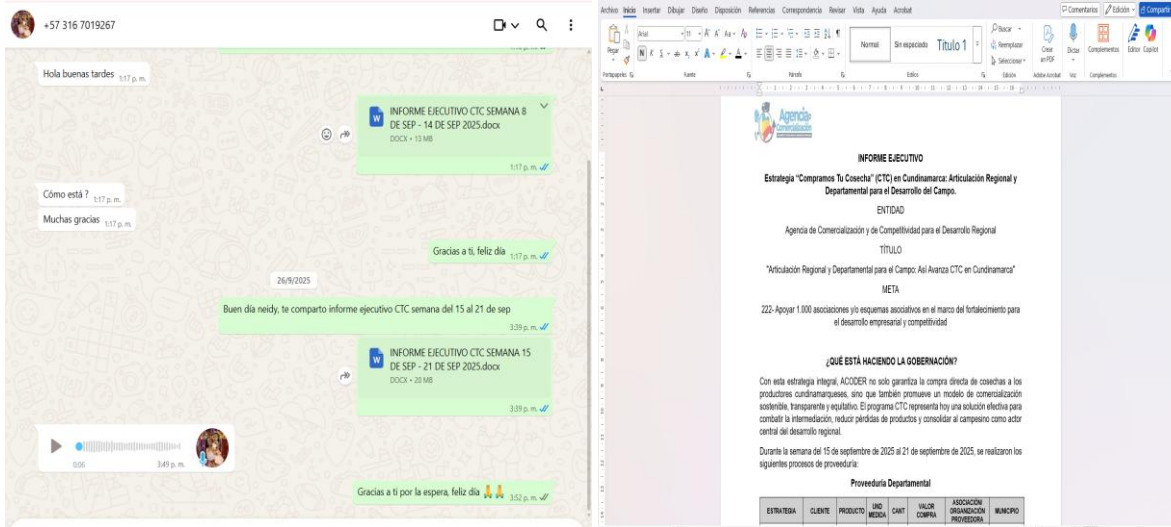 +57 316 7019267
Hola buenas tardes 1:17 p. m.
INFORME EJECUTIVO CTC SEMANA 8
DE SEP - 14 DE SEP 2025.docx
DOCX • 13 MB
1:17 p. m.
Cómo está ? 1:17 p. m.
Muchas gracias 1:17 p. m.
Gracias a ti, feliz día 1:17 p. m.
26/9/2025
Buen día neidy, te comparto informe ejecutivo CTC semana del 15 al 21 de sep
3:39 p. m.
INFORME EJECUTIVO CTC SEMANA 15
DE SEP - 21 DE SEP 2025.docx
DOCX • 20 MB
3:39 p. m.
0:06 3:49 p. m.
Gracias a ti por la espera, feliz día 🙏🙏 3:52 p. m.
Archivo Inicio Insertar Dibujar Diseño Disposición Referencias Correspondencia Revisar Vista Ayuda Acrobat Comentarios Edición Compartir
Pegar
Arial 11
N K S
Normal Sin espaciado Título 1
Buscar
Reemplazar
Seleccionar
Crear un PDF
Dictar Complementos Editor Copilot
Portapapeles Fuente Párrafo Estilos Edición Adobe Acrobat Voz Complementos
Agencia
Comercialización
INFORME EJECUTIVO
Estrategia "Compramos Tu Cosecha" (CTC) en Cundinamarca: Articulación Regional y
Departamental para el Desarrollo del Campo.
ENTIDAD
Agencia de Comercialización y de Competitividad para el Desarrollo Regional
TÍTULO
"Articulación Regional y Departamental para el Campo: Así Avanza CTC en Cundinamarca"
META
222- Apoyar 1.000 asociaciones y/o esquemas asociativos en el marco del fortalecimiento para
el desarrollo empresarial y competitividad
¿QUÉ ESTÁ HACIENDO LA GOBERNACIÓN?
Con esta estrategia integral, ACODER no solo garantiza la compra directa de cosechas a los
productores cundinamarqueses, sino que también promueve un modelo de comercialización
sostenible, transparente y equitativo. El programa CTC representa hoy una solución efectiva para
combatir la intermediación, reducir pérdidas de productos y consolidar al campesino como actor
central del desarrollo regional.
Durante la semana del 15 de septiembre de 2025 al 21 de septiembre de 2025, se realizaron los
siguientes procesos de proveeduría:
Proveeduría Departamental
ESTRATEGIA CLIENTE PRODUCTO UND MEDIDA CANT VALOR COMPRA ASOCIACIÓN/ ORGANIZACIÓN PROVEEDORA MUNICIPIO